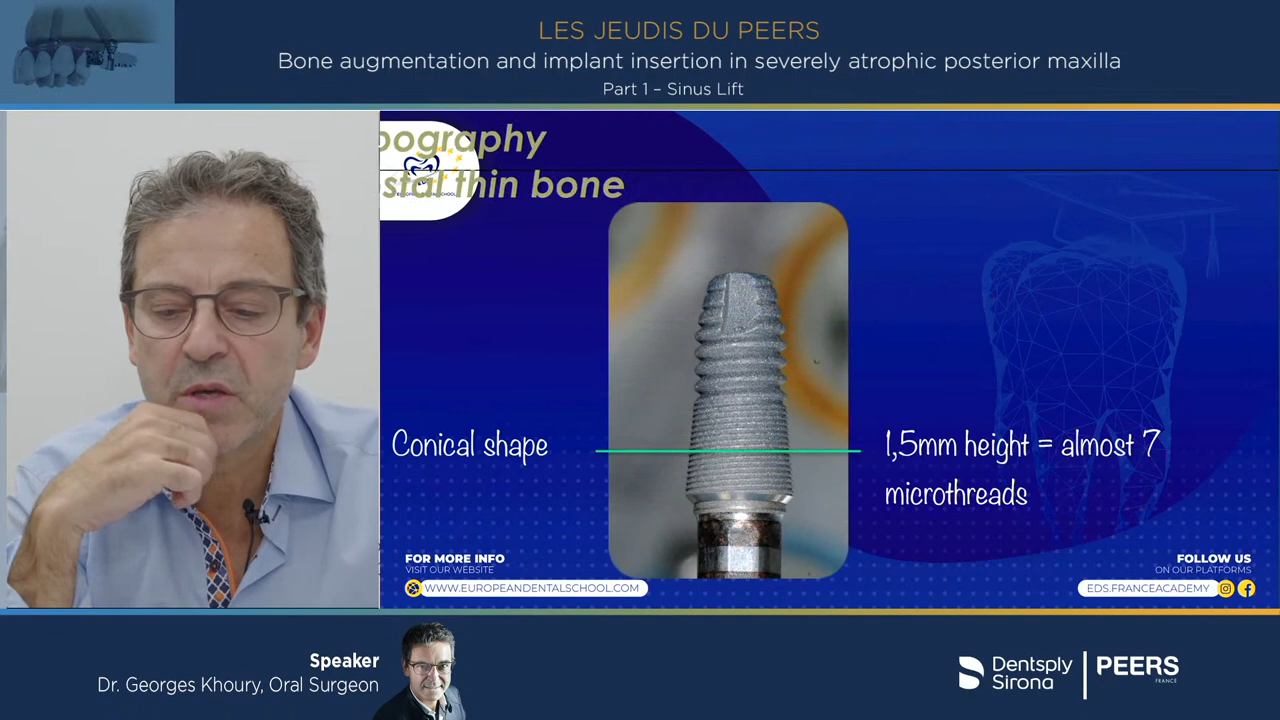 LES JEUDIS DU PEERS
Bone augmentation and implant insertion in severely atrophic posterior maxilla
Part 1 – Sinus Lift
pography
stal thin bone
Conical shape
1,5mm height = almost 7
microthreads
FOR MORE INFO
VISIT OUR WEBSITE
WWW.EUROPEANDENTALSCHOOL.COM
FOLLOW US
ON OUR PLATFORMS
EDS.FRANCEACADEMY
Speaker
Dr. Georges Khoury, Oral Surgeon
Dentsply
Sirona
PEERS
FRANCE